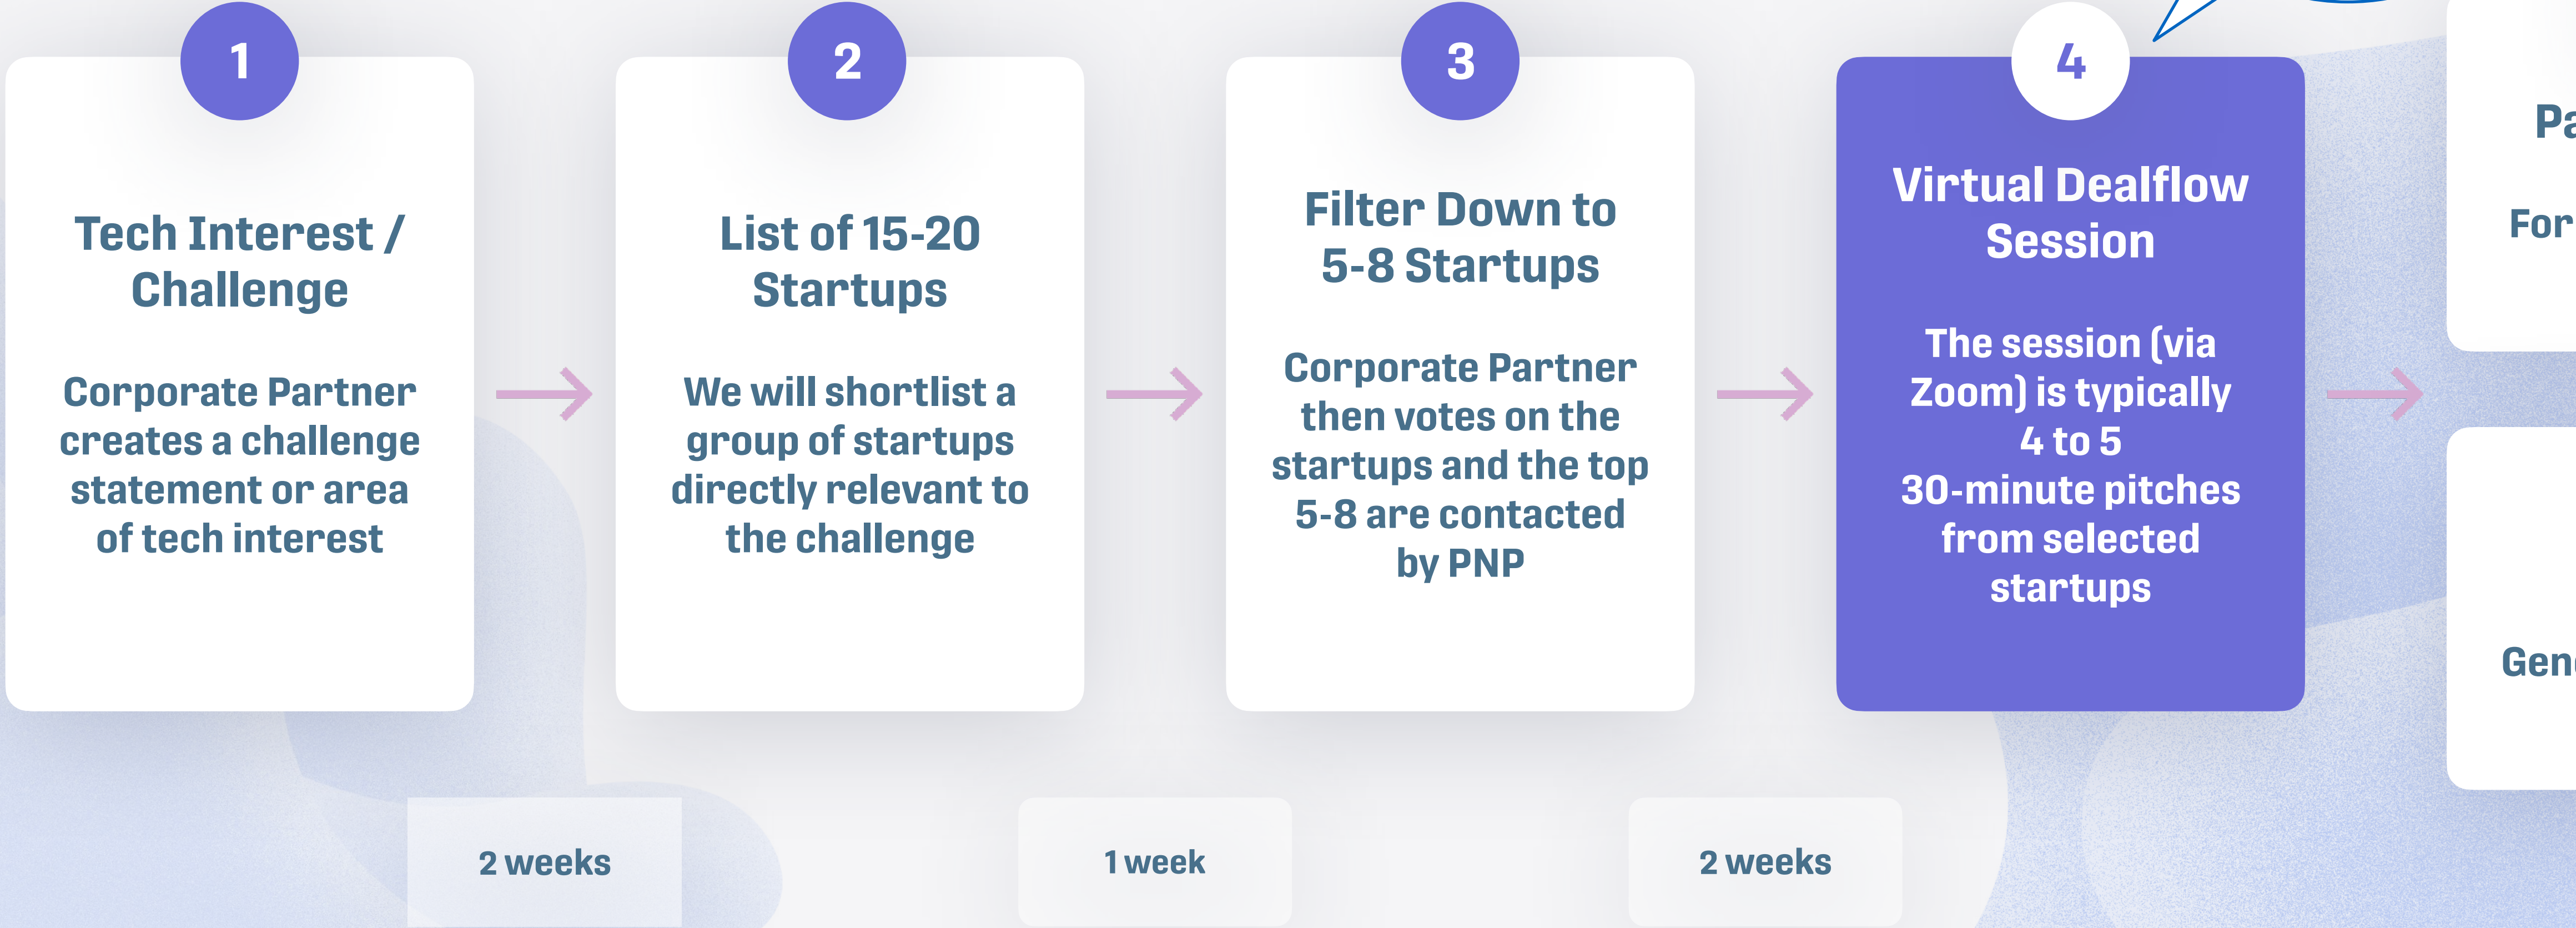 1
Tech Interest /
Challenge
Corporate Partner
creates a challenge
statement or area
of tech interest
2
List of 15-20
Startups
We will shortlist a
group of startups
directly relevant to
the challenge
3
Filter Down to
5-8 Startups
Corporate Partner
then votes on the
startups and the top
5-8 are contacted
by PNP
4
Virtual Dealflow
Session
The session (via
Zoom) is typically
4 to 5
30-minute pitches
from selected
startups
For
2 weeks
1 week
2 weeks